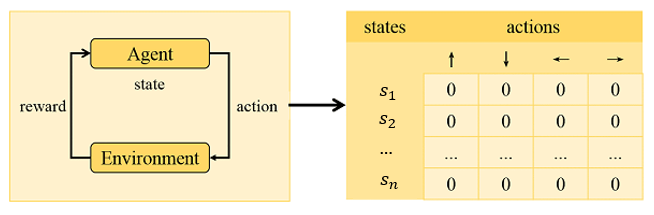 Agent
state
reward
action
Environment
states actions
↑ ↓ ← →
s₁ 0 0 0 0
s₂ 0 0 0 0
... ... ... ... ...
sₙ 0 0 0 0